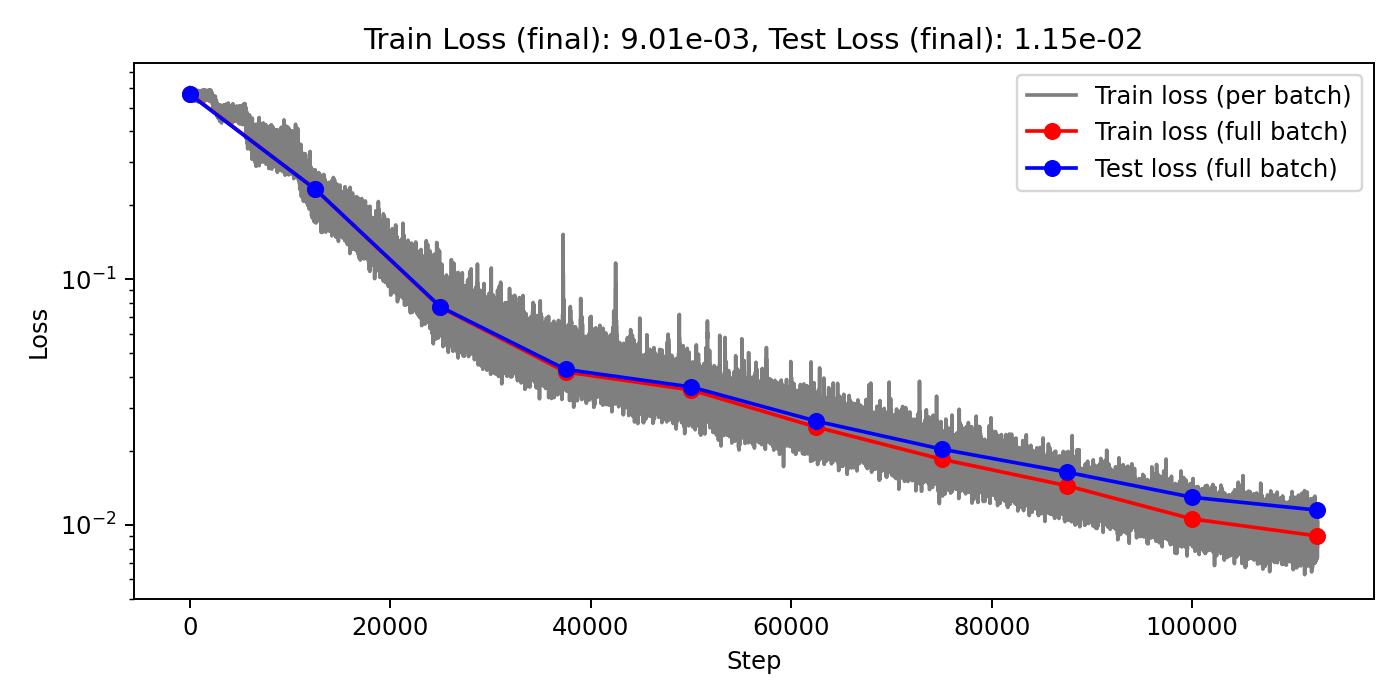 Train Loss (final): 9.01e-03, Test Loss (final): 1.15e-02
Train loss (per batch)
Train loss (full batch)
Test loss (full batch)
Loss
10⁻¹
10⁻²
0 20000 40000 60000 80000 100000
Step